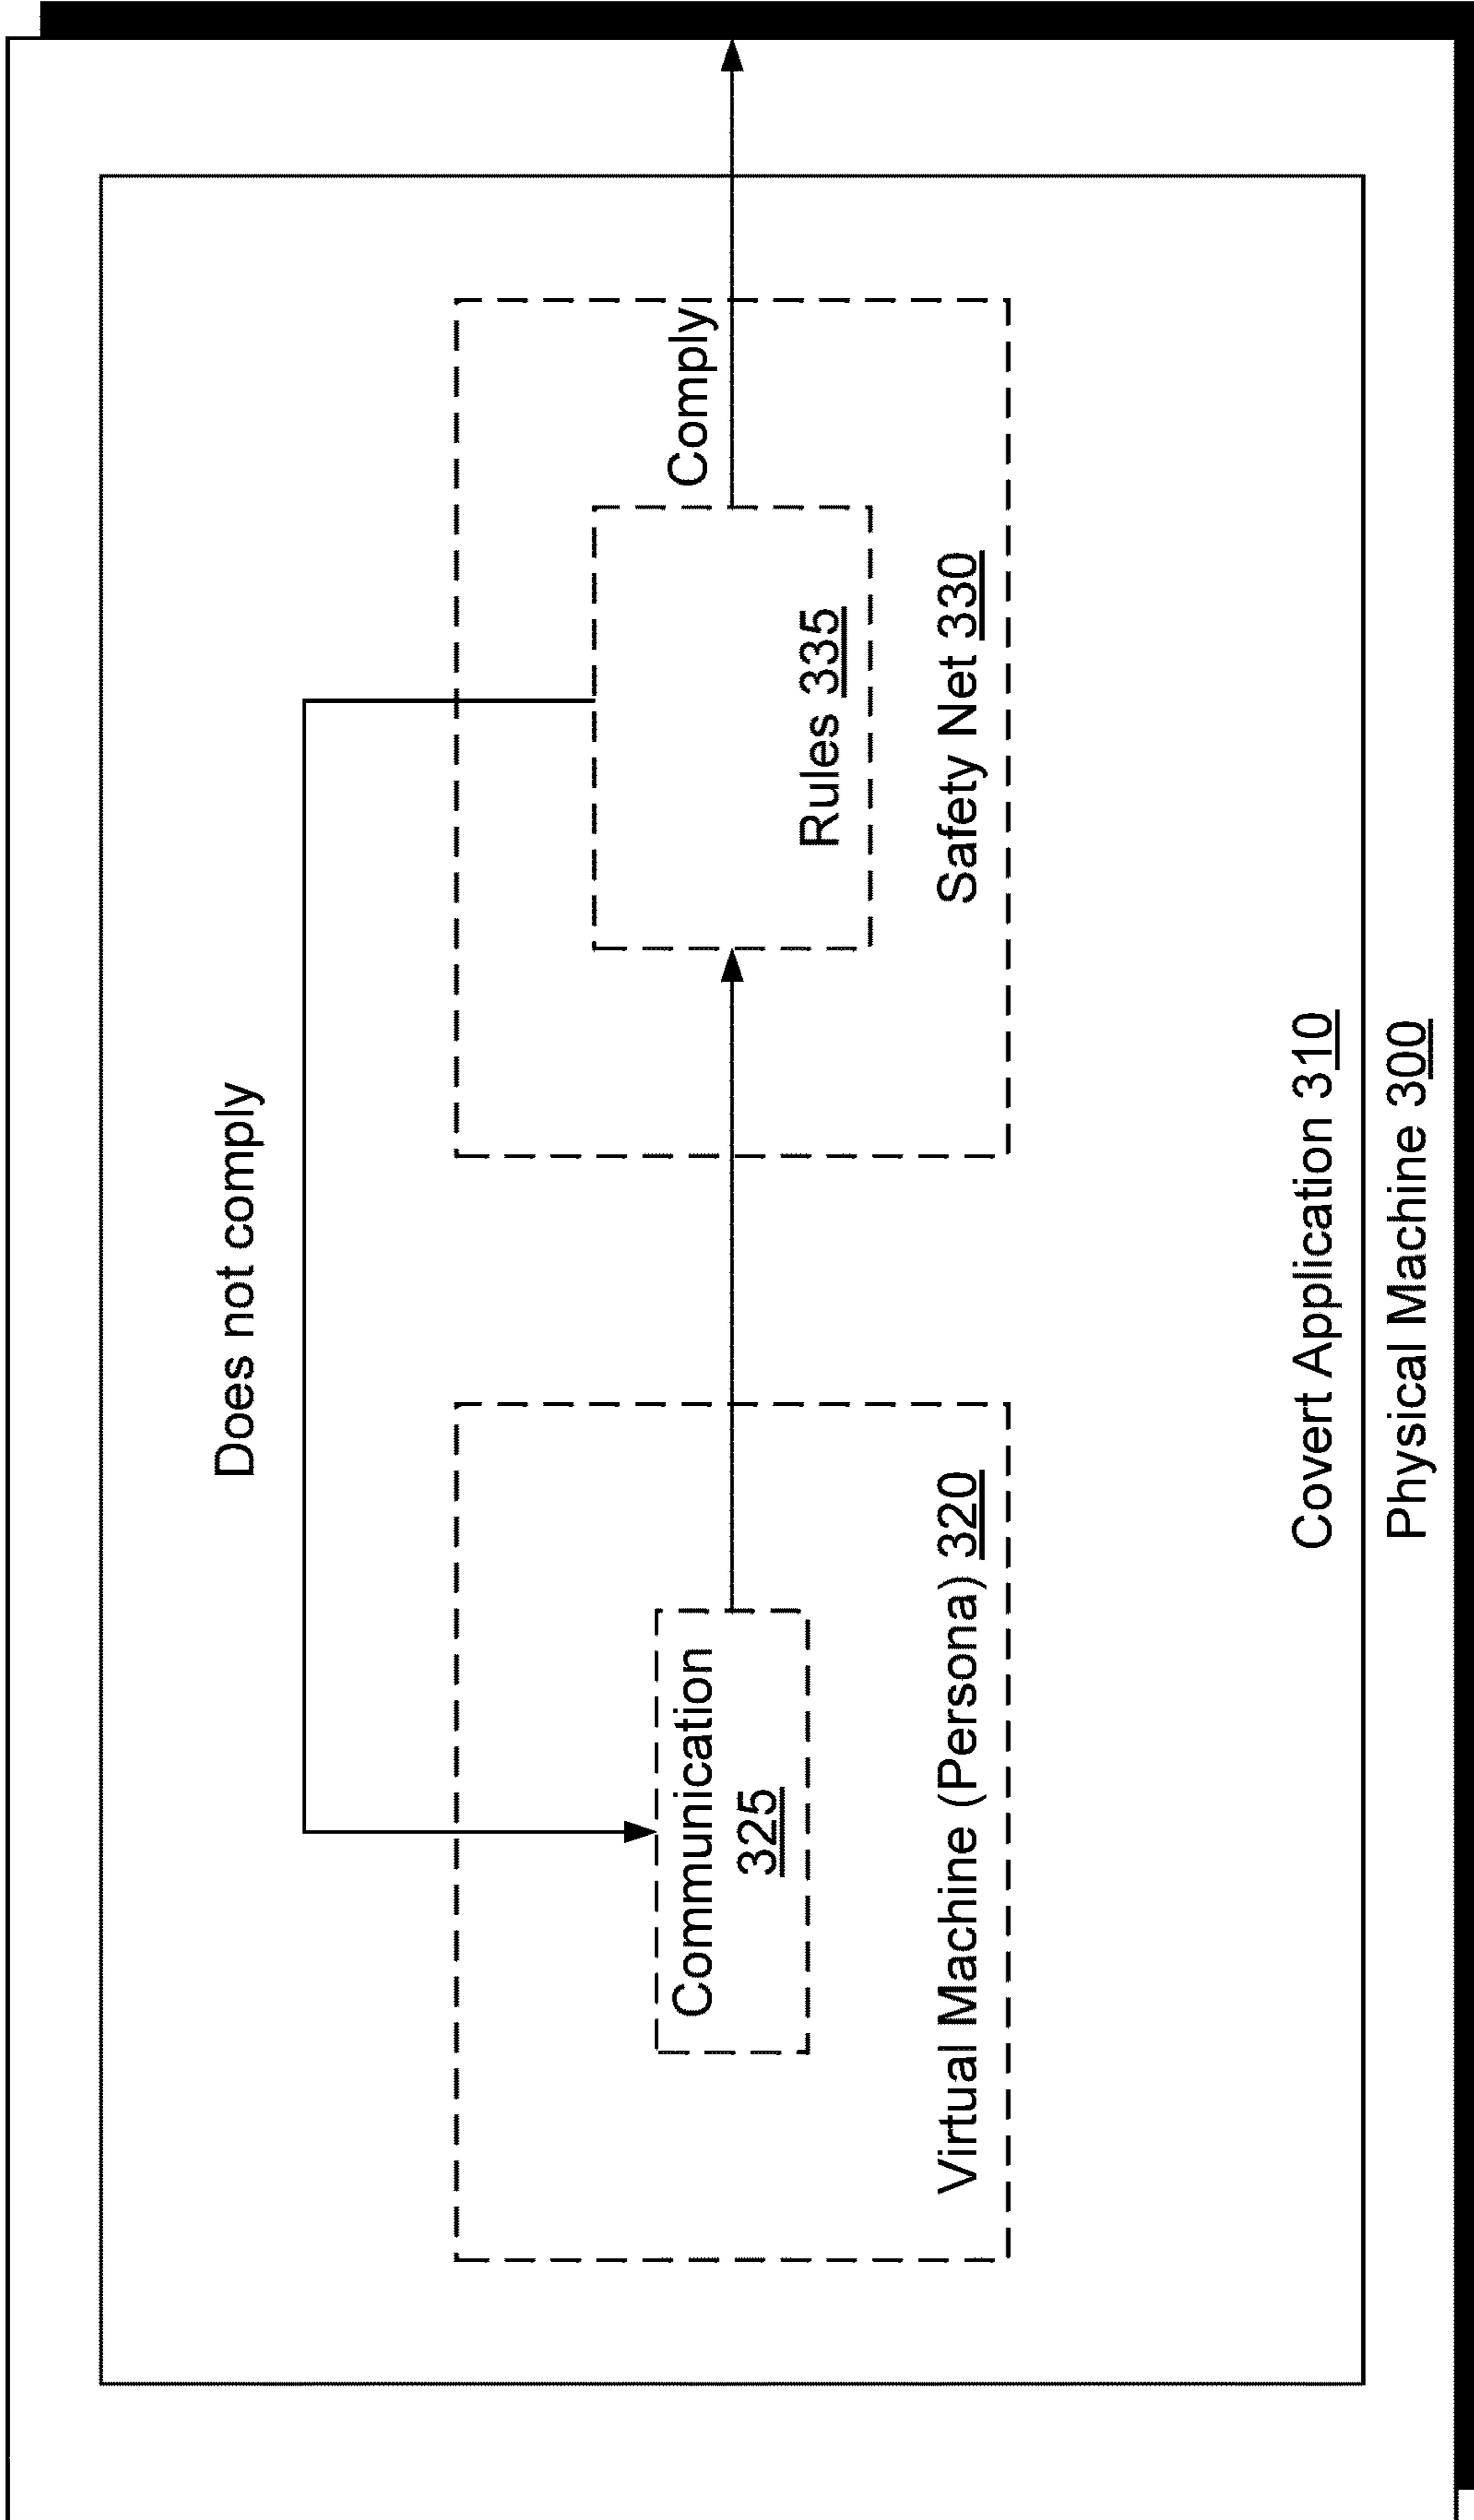 Does not comply
Comply
Communication
325
Rules 335
Virtual Machine (Persona) 320
Safety Net 330
Covert Application 310
Physical Machine 300